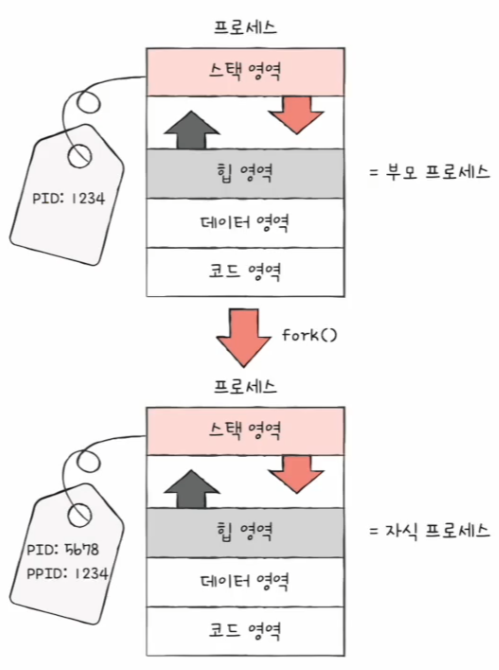 프로세스
스택 영역
힙 영역
데이터 영역
코드 영역
PID: 1234
= 부모 프로세스
fork()
프로세스
스택 영역
힙 영역
데이터 영역
코드 영역
PID: 5678
PPID: 1234
= 자식 프로세스